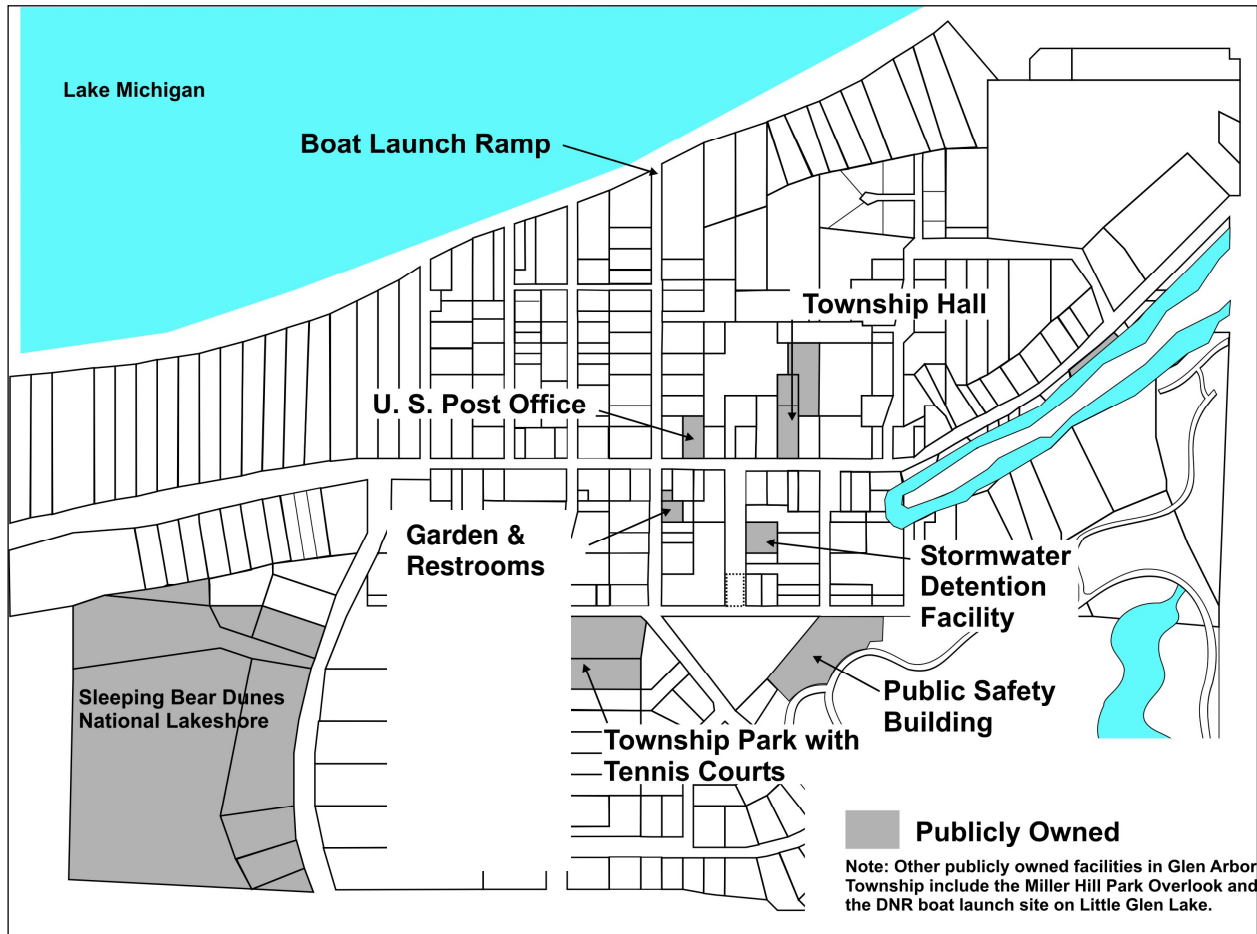 Lake Michigan
Boat Launch Ramp
Township Hall
U. S. Post Office
Garden &
Restrooms
Stormwater
Detention
Facility
Sleeping Bear Dunes
National Lakeshore
Public Safety
Building
Township Park with
Tennis Courts
Publicly Owned
Note: Other publicly owned facilities in Glen Arbor
Township include the Miller Hill Park Overlook and
the DNR boat launch site on Little Glen Lake.